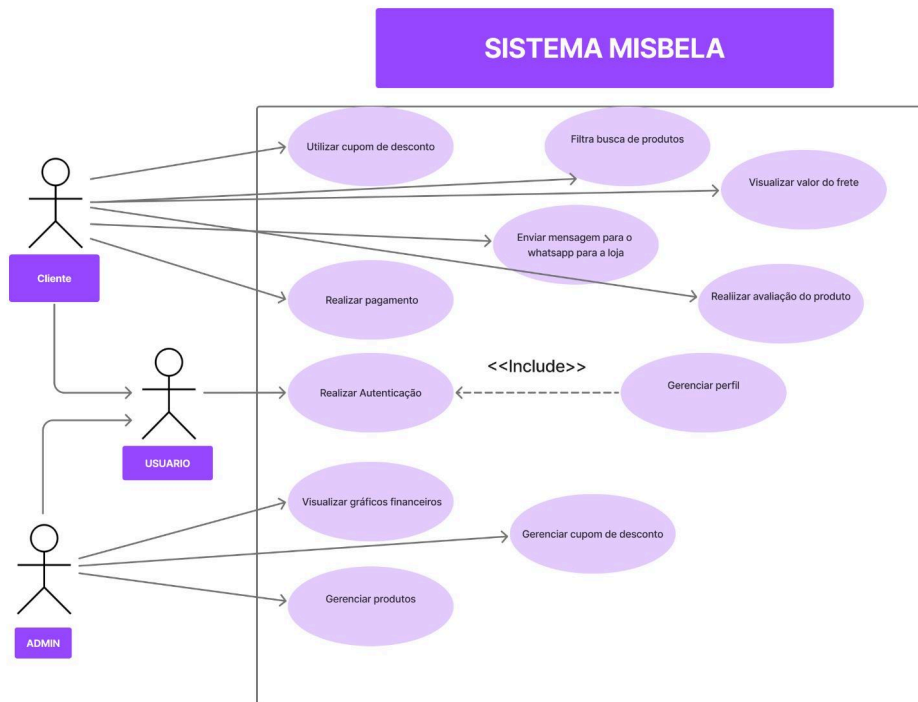 SISTEMA MISBELA
Utilizar cupom de desconto
Filtra busca de produtos
Visualizar valor do frete
Enviar mensagem para o
whatsapp para a loja
Cliente
Realizar pagamento
Realiizar avaliação do produto
<<Include>>
Realizar Autenticação
Gerenciar perfil
USUARIO
Visualizar gráficos financeiros
Gerenciar cupom de desconto
Gerenciar produtos
ADMIN